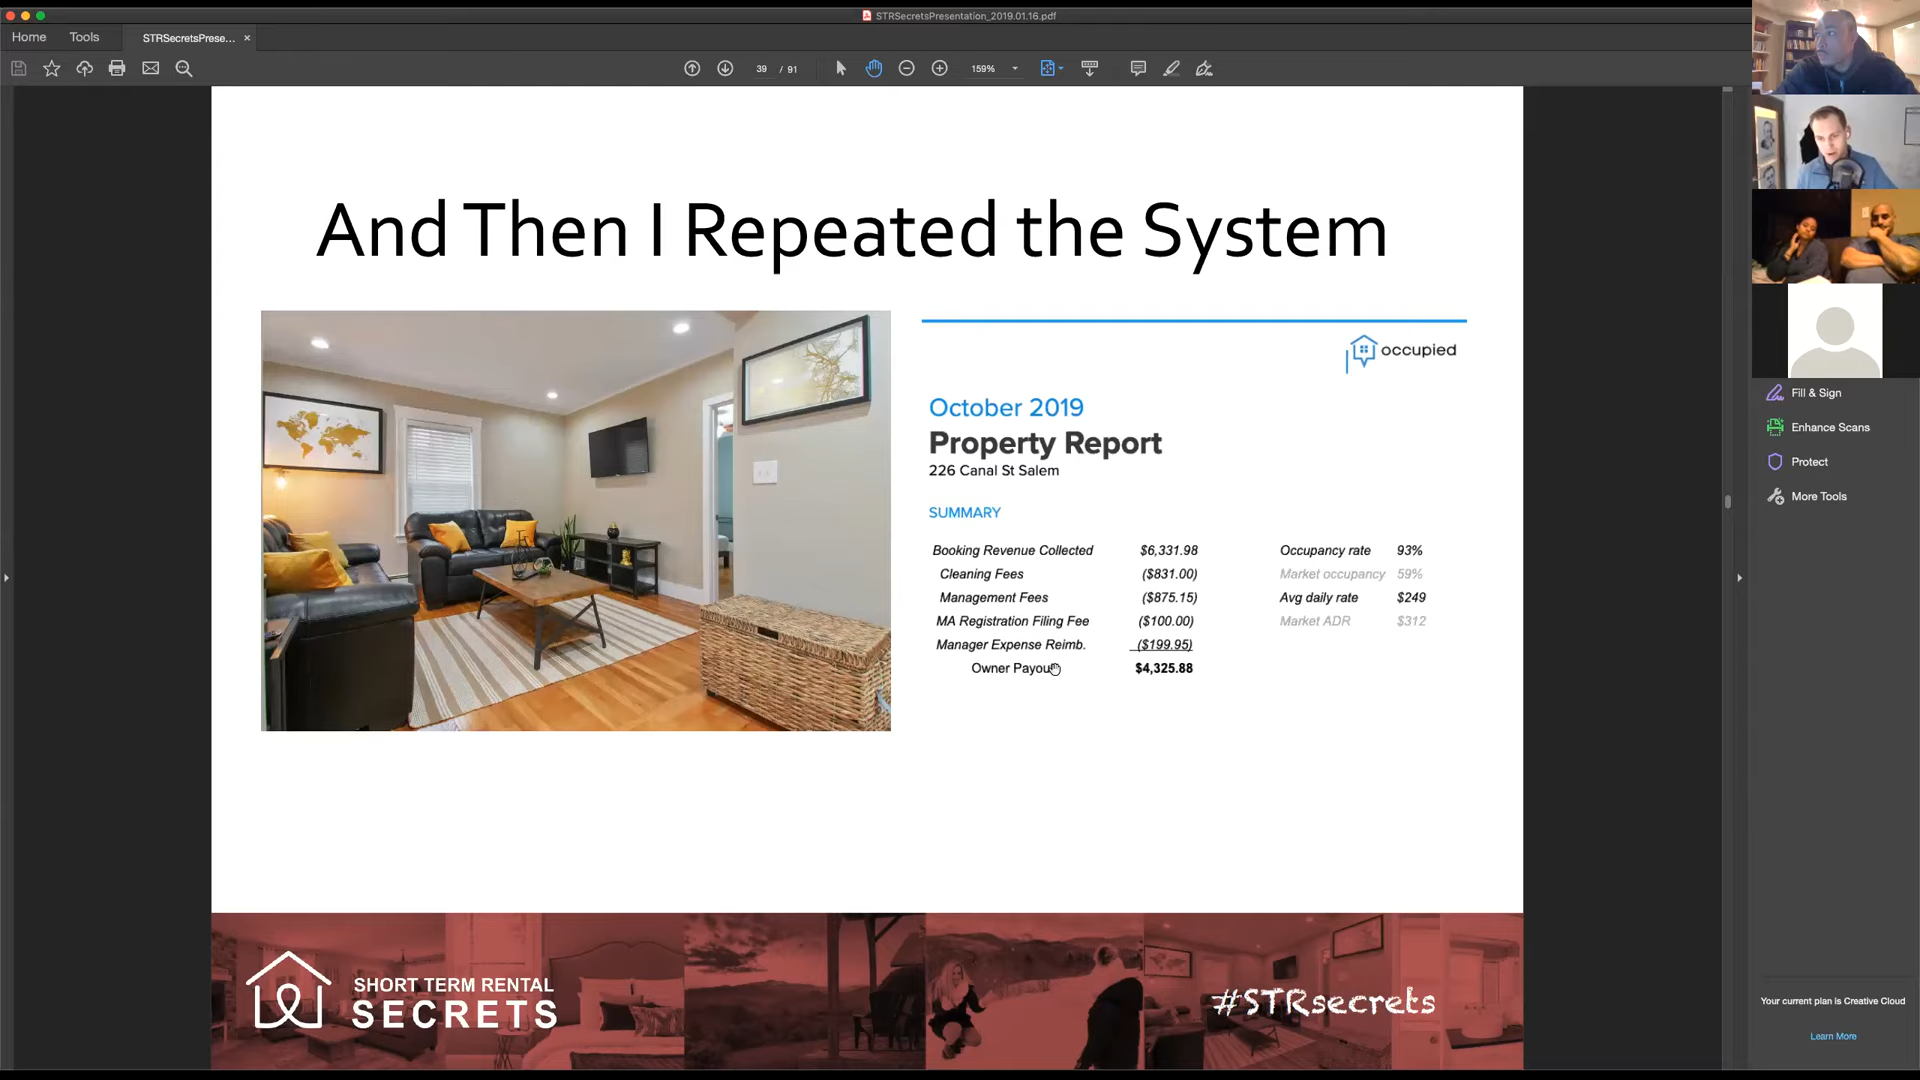 STRSecretsPresentation_2019.01.16.pdf
Home
Tools
STRSecretsPrese...
39 / 91
159%
And Then I Repeated the System
occupied
October 2019
Property Report
226 Canal St Salem
SUMMARY
Booking Revenue Collected $6,331.98 Occupancy rate 93%
Cleaning Fees ($831.00) Market occupancy 59%
Management Fees ($875.15) Avg daily rate $249
MA Registration Filing Fee ($100.00) Market ADR $312
Manager Expense Reimb. ($199.95)
Owner Payout $4,325.88
SHORT TERM RENTAL
SECRETS
#STRsecrets
Fill & Sign
Enhance Scans
Protect
More Tools
Your current plan is Creative Cloud
Learn More